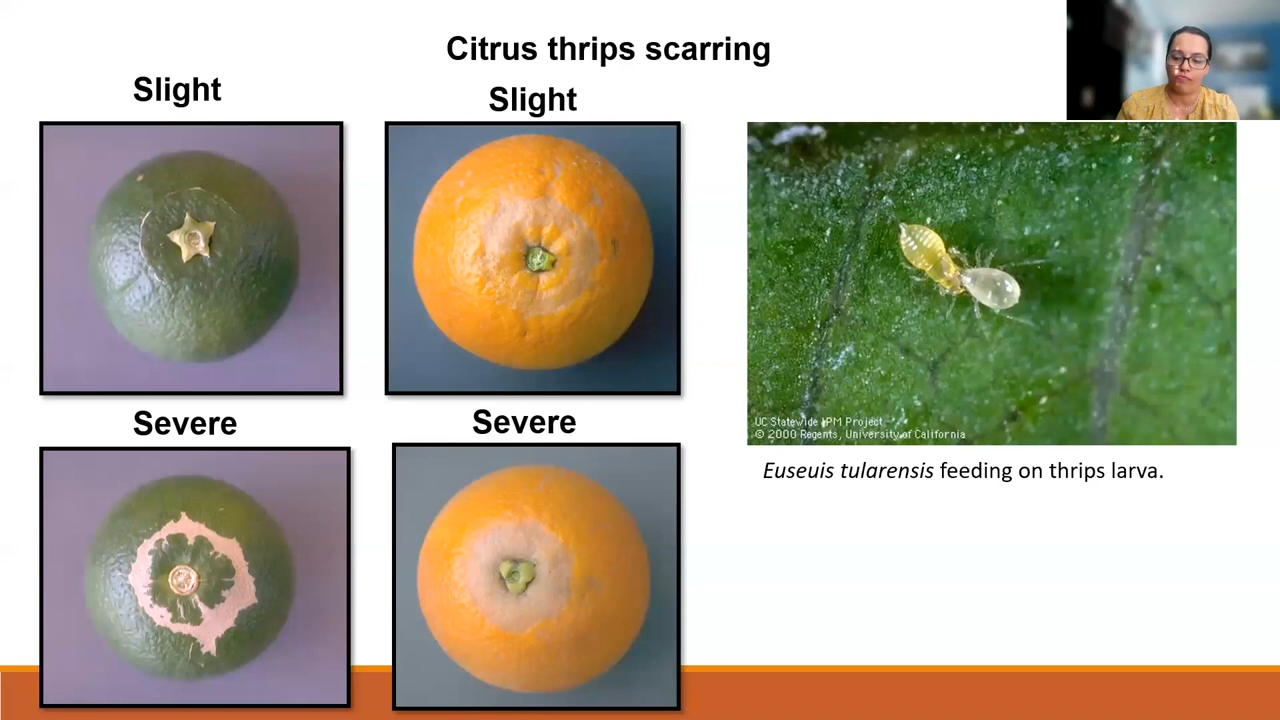 Citrus thrips scarring
Slight
Slight
Severe
Severe
UC Statewide IPM Project
© 2000 Regents, University of California
Euseuis tularensis feeding on thrips larva.